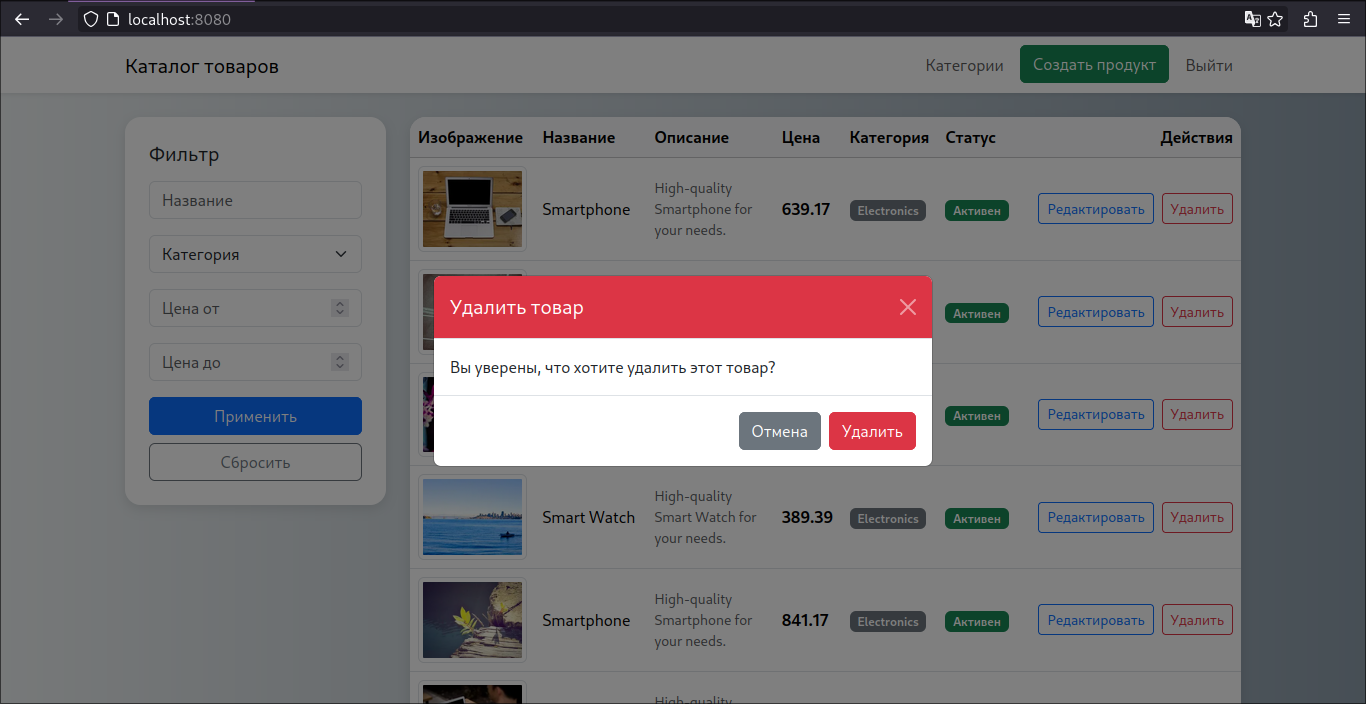 localhost:8080
Каталог товаров
Категории
Создать продукт
Выйти
Фильтр
Название
Категория
Цена от
Цена до
Применить
Сбросить
Изображение Название Описание Цена Категория Статус Действия
Smartphone
High-quality
Smartphone for
your needs.
639.17
Electronics
Активен
Редактировать
Удалить
Активен
Редактировать
Удалить
Активен
Редактировать
Удалить
Удалить товар
Вы уверены, что хотите удалить этот товар?
Отмена
Удалить
Smart Watch
High-quality
Smart Watch for
your needs.
389.39
Electronics
Активен
Редактировать
Удалить
Smartphone
High-quality
Smartphone for
your needs.
841.17
Electronics
Активен
Редактировать
Удалить
High-quality